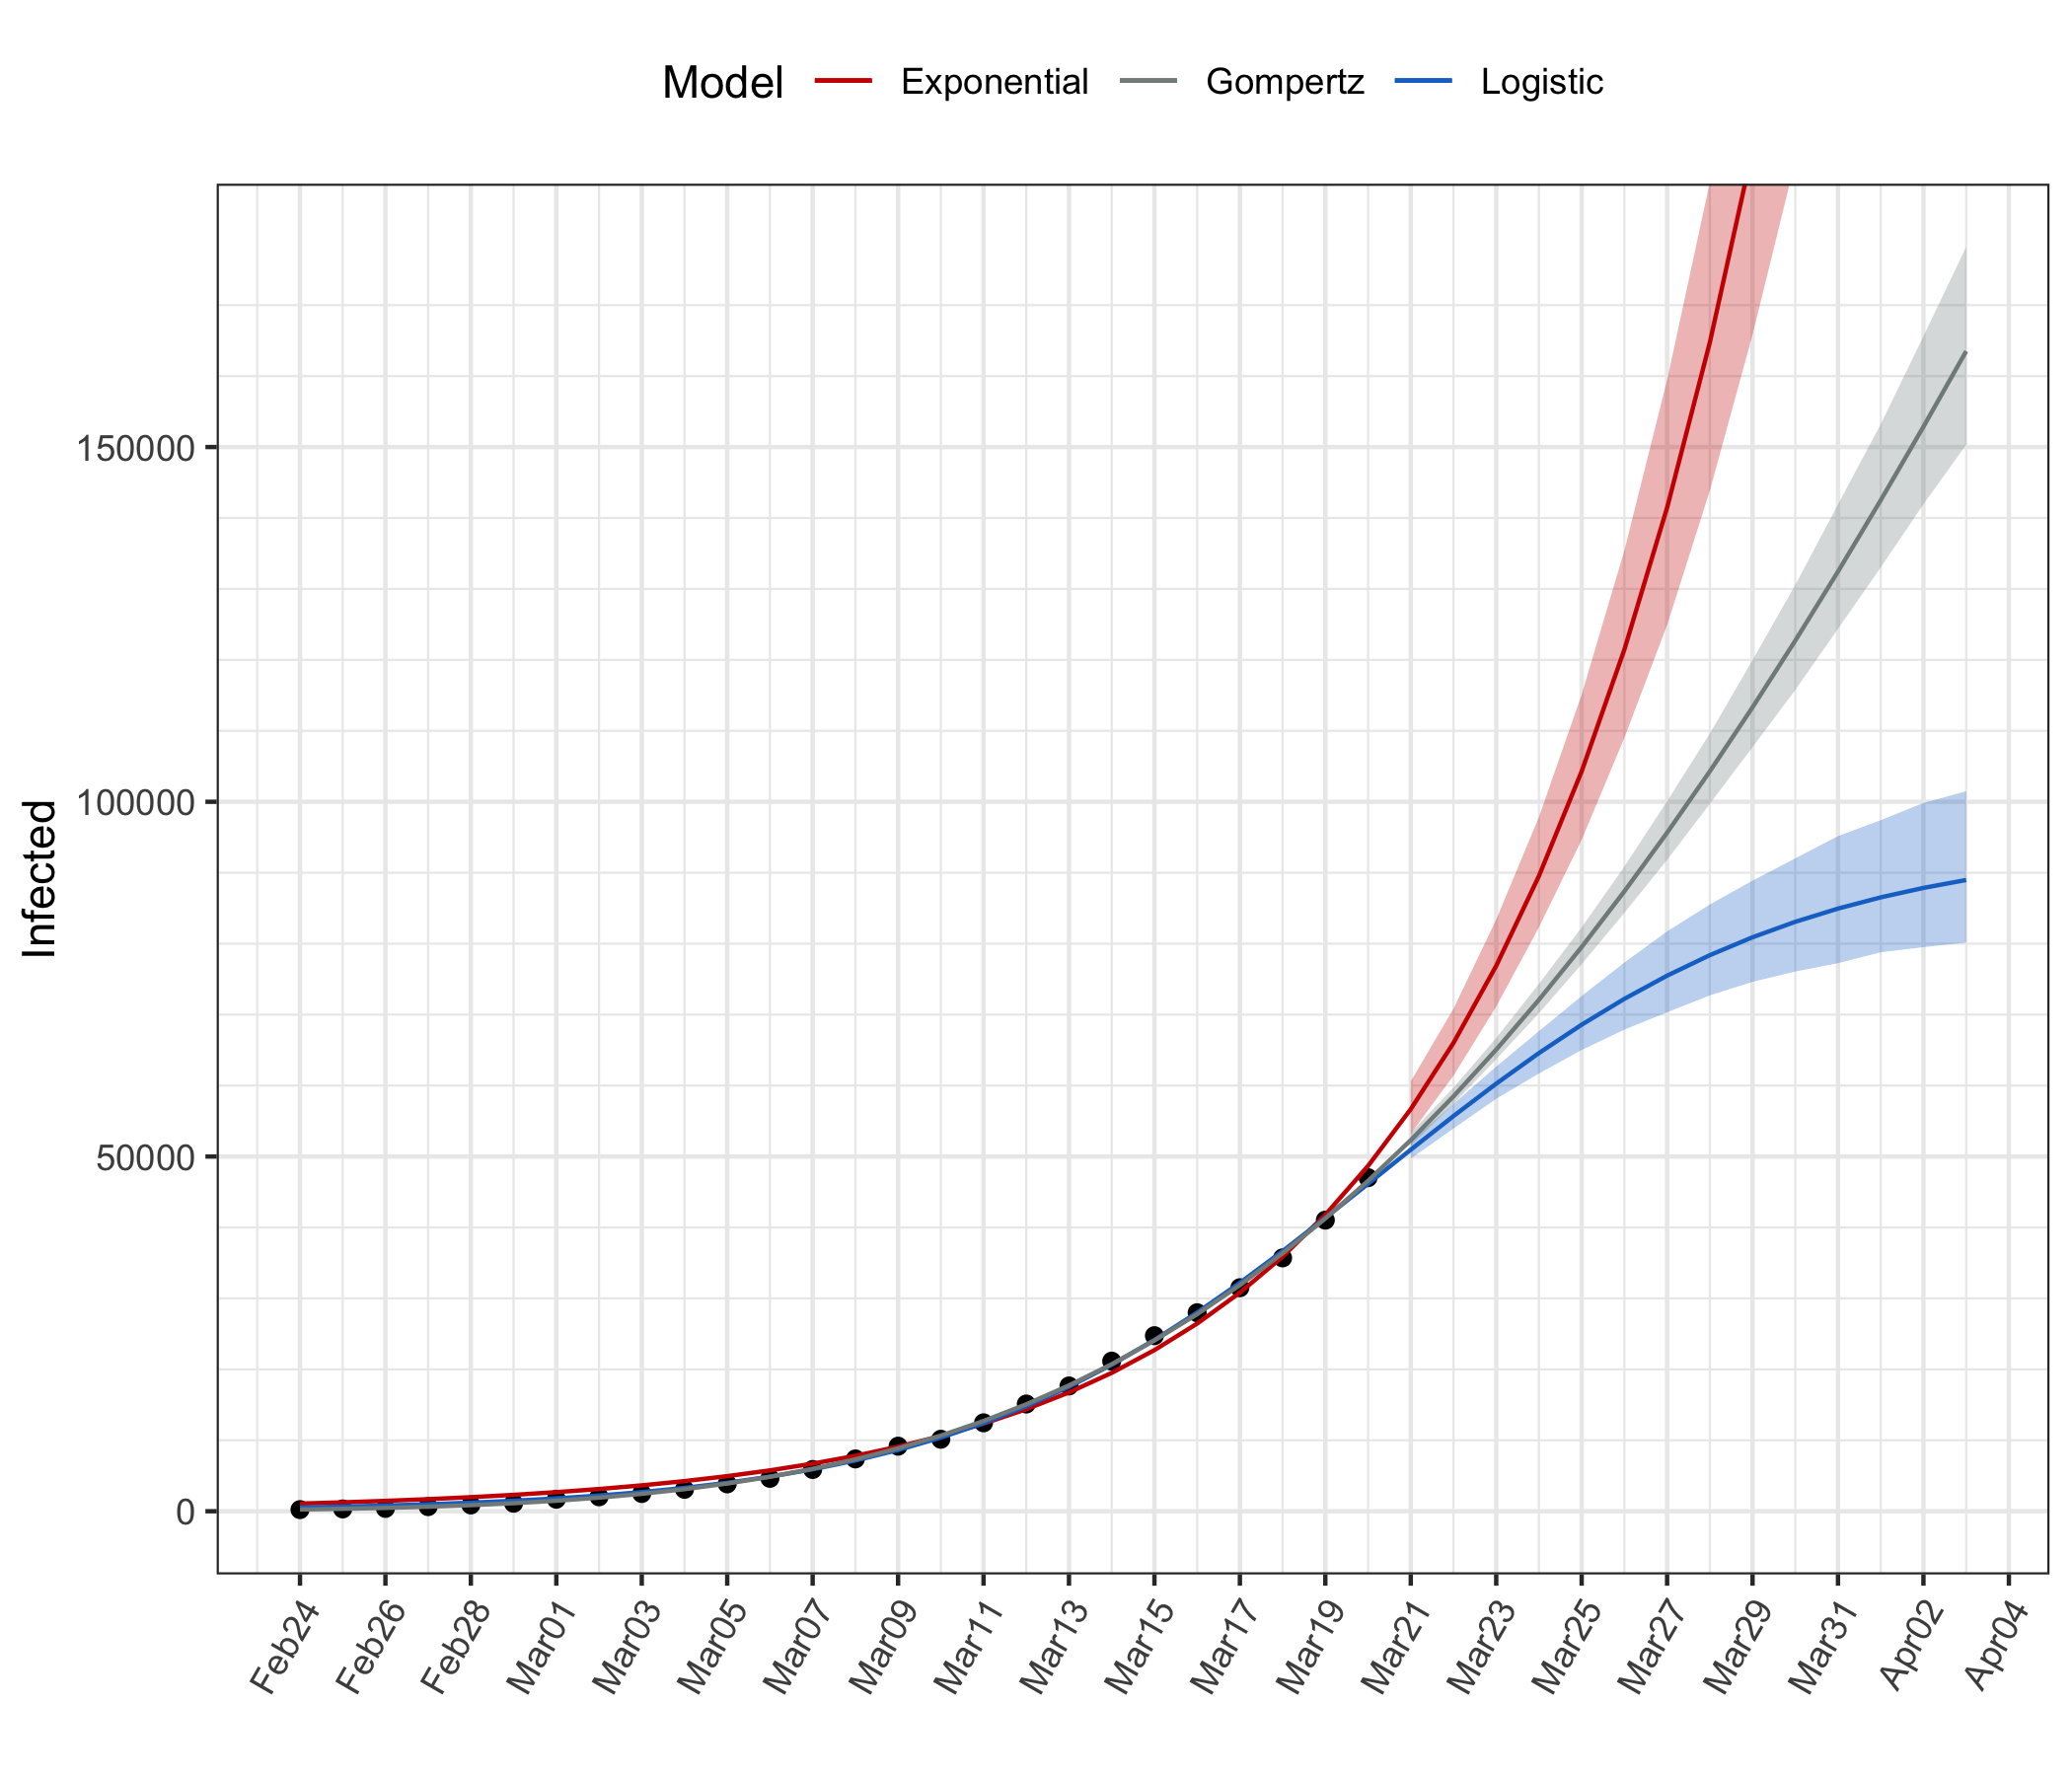 Model Exponential Gompertz Logistic
Infected
150000
100000
50000
0
Feb24 Feb26 Feb28 Mar01 Mar03 Mar05 Mar07 Mar09 Mar11 Mar13 Mar15 Mar17 Mar19 Mar21 Mar23 Mar25 Mar27 Mar29 Mar31 Apr02 Apr04